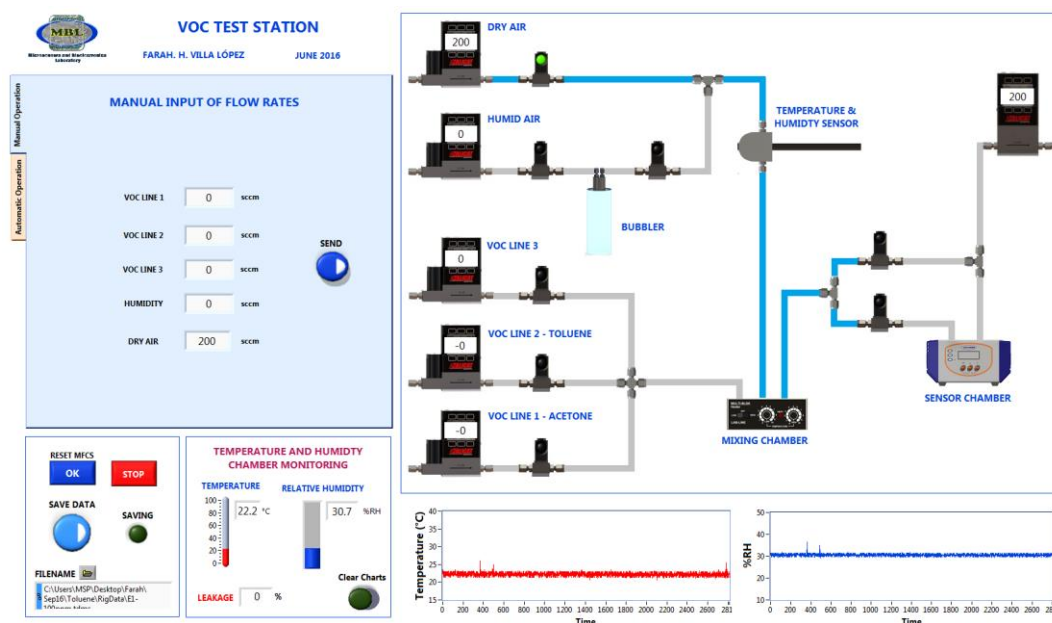 MBL
Microsensors and Bioelectronics
Laboratory
VOC TEST STATION
FARAH. H. VILLA LÓPEZ JUNE 2016
Manual Operation
Automatic Operation
MANUAL INPUT OF FLOW RATES
VOC LINE 1 0 sccm
VOC LINE 2 0 sccm
VOC LINE 3 0 sccm
HUMIDITY 0 sccm
DRY AIR 200 sccm
SEND
RESET MFCS
OK
STOP
SAVE DATA
SAVING
FILENAME
C:\Users\MSP\Desktop\Farah\
Sep16\Toluene\RigData\E1-
TEMPERATURE AND HUMIDTY
CHAMBER MONITORING
TEMPERATURE
RELATIVE HUMIDITY
100
80
60
40
20
0
22.2 °C
30.7 %RH
LEAKAGE 0 %
Clear Charts
DRY AIR
200
HUMID AIR
0
BUBBLER
TEMPERATURE &
HUMIDTY SENSOR
200
VOC LINE 3
0
VOC LINE 2 - TOLUENE
-0
VOC LINE 1 - ACETONE
-0
MIXING CHAMBER
SENSOR CHAMBER
Temperature (°C)
40
35
30
25
20
15
0 200 400 600 800 1000 1200 1400 1600 1800 2000 2200 2400 2600 281
Time
%RH
50
40
30
20
10
0 200 400 600 800 1000 1200 1400 1600 1800 2000 2200 2400 2600 281
Time